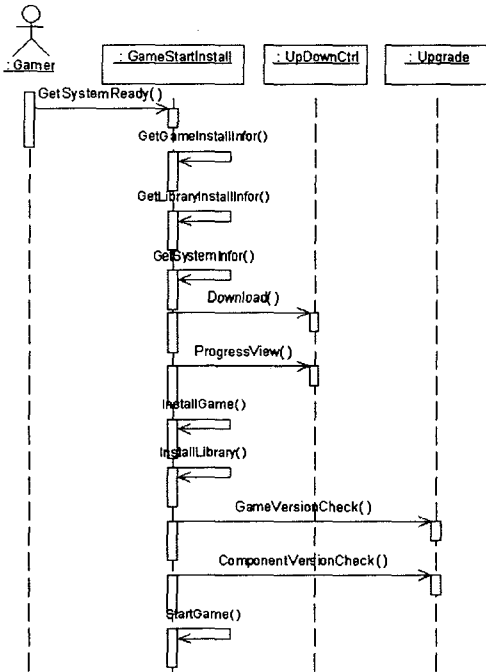 : Gamer
: GameStartInstall
: UpDownCtrl
: Upgrade
GetSystemReady()
GetGameInstallInfor()
GetLibraryInstallInfor()
GetSystemInfor()
Download()
ProgressView()
InstallGame()
InstallLibrary()
GameVersionCheck()
ComponentVersionCheck()
StartGame()